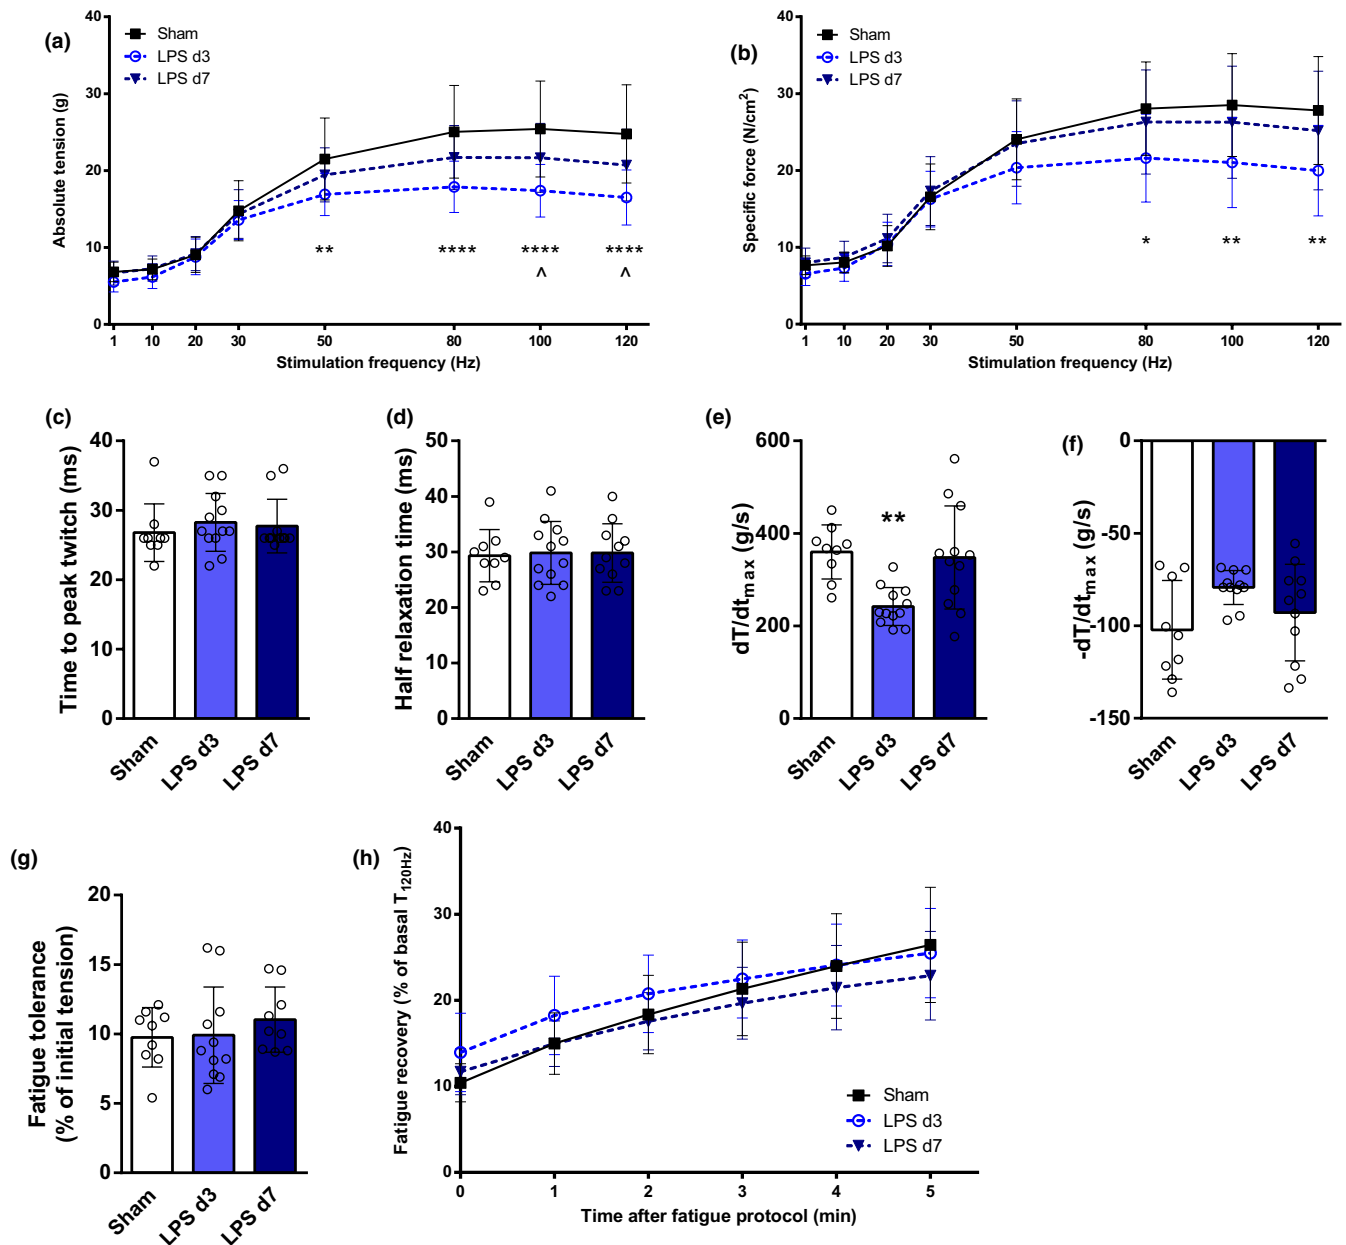 (a)
Sham
LPS d3
LPS d7
Absolute tension (g)
40
30
20
10
0
**
****
****
****
^
^
1 10 20 30 50 80 100 120
Stimulation frequency (Hz)
(b)
Sham
LPS d3
LPS d7
Specific force (N/cm²)
40
30
20
10
0
*
**
**
1 10 20 30 50 80 100 120
Stimulation frequency (Hz)
(c)
Time to peak twitch (ms)
40
30
20
10
0
Sham
LPS d3
LPS d7
(d)
Half relaxation time (ms)
50
40
30
20
10
0
Sham
LPS d3
LPS d7
(e)
dT/dtmax (g/s)
600
400
200
0
**
Sham
LPS d3
LPS d7
(f)
-dT/dtmax (g/s)
0
-50
-100
-150
Sham
LPS d3
LPS d7
(g)
Fatigue tolerance
(% of initial tension)
20
15
10
5
0
Sham
LPS d3
LPS d7
(h)
Fatigue recovery (% of basal T120Hz)
40
30
20
10
0
Sham
LPS d3
LPS d7
0 1 2 3 4 5
Time after fatigue protocol (min)